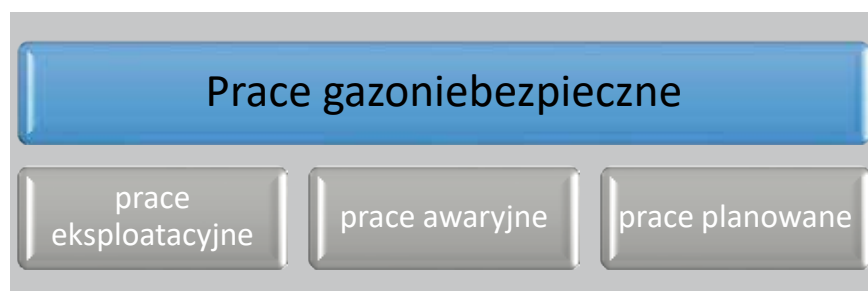 Prace gazoniebezpieczne
prace
eksploatacyjne
prace awaryjne
prace planowane